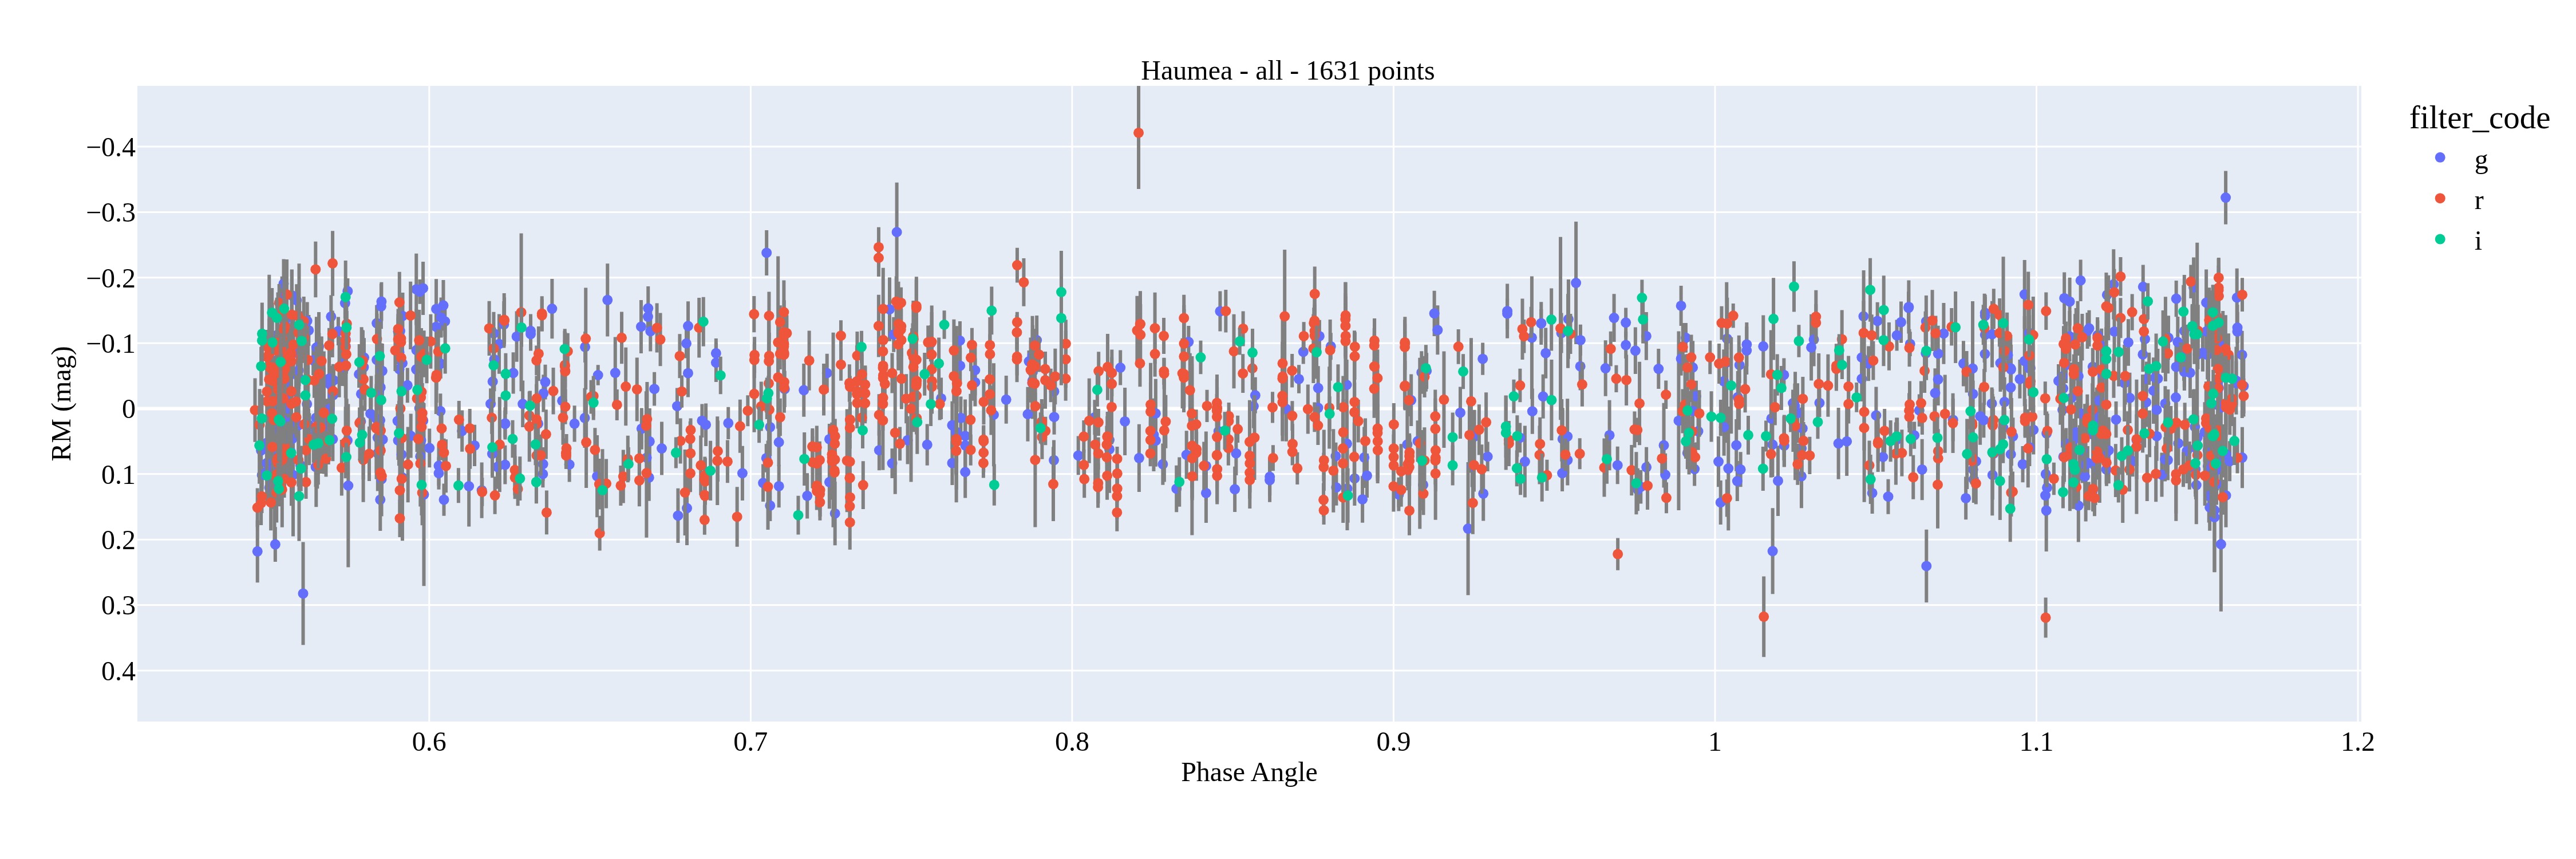 Haumea - all - 1631 points
filter_code
g
r
i
RM (mag)
−0.4
−0.3
−0.2
−0.1
0
0.1
0.2
0.3
0.4
0.6
0.7
0.8
0.9
1
1.1
1.2
Phase Angle